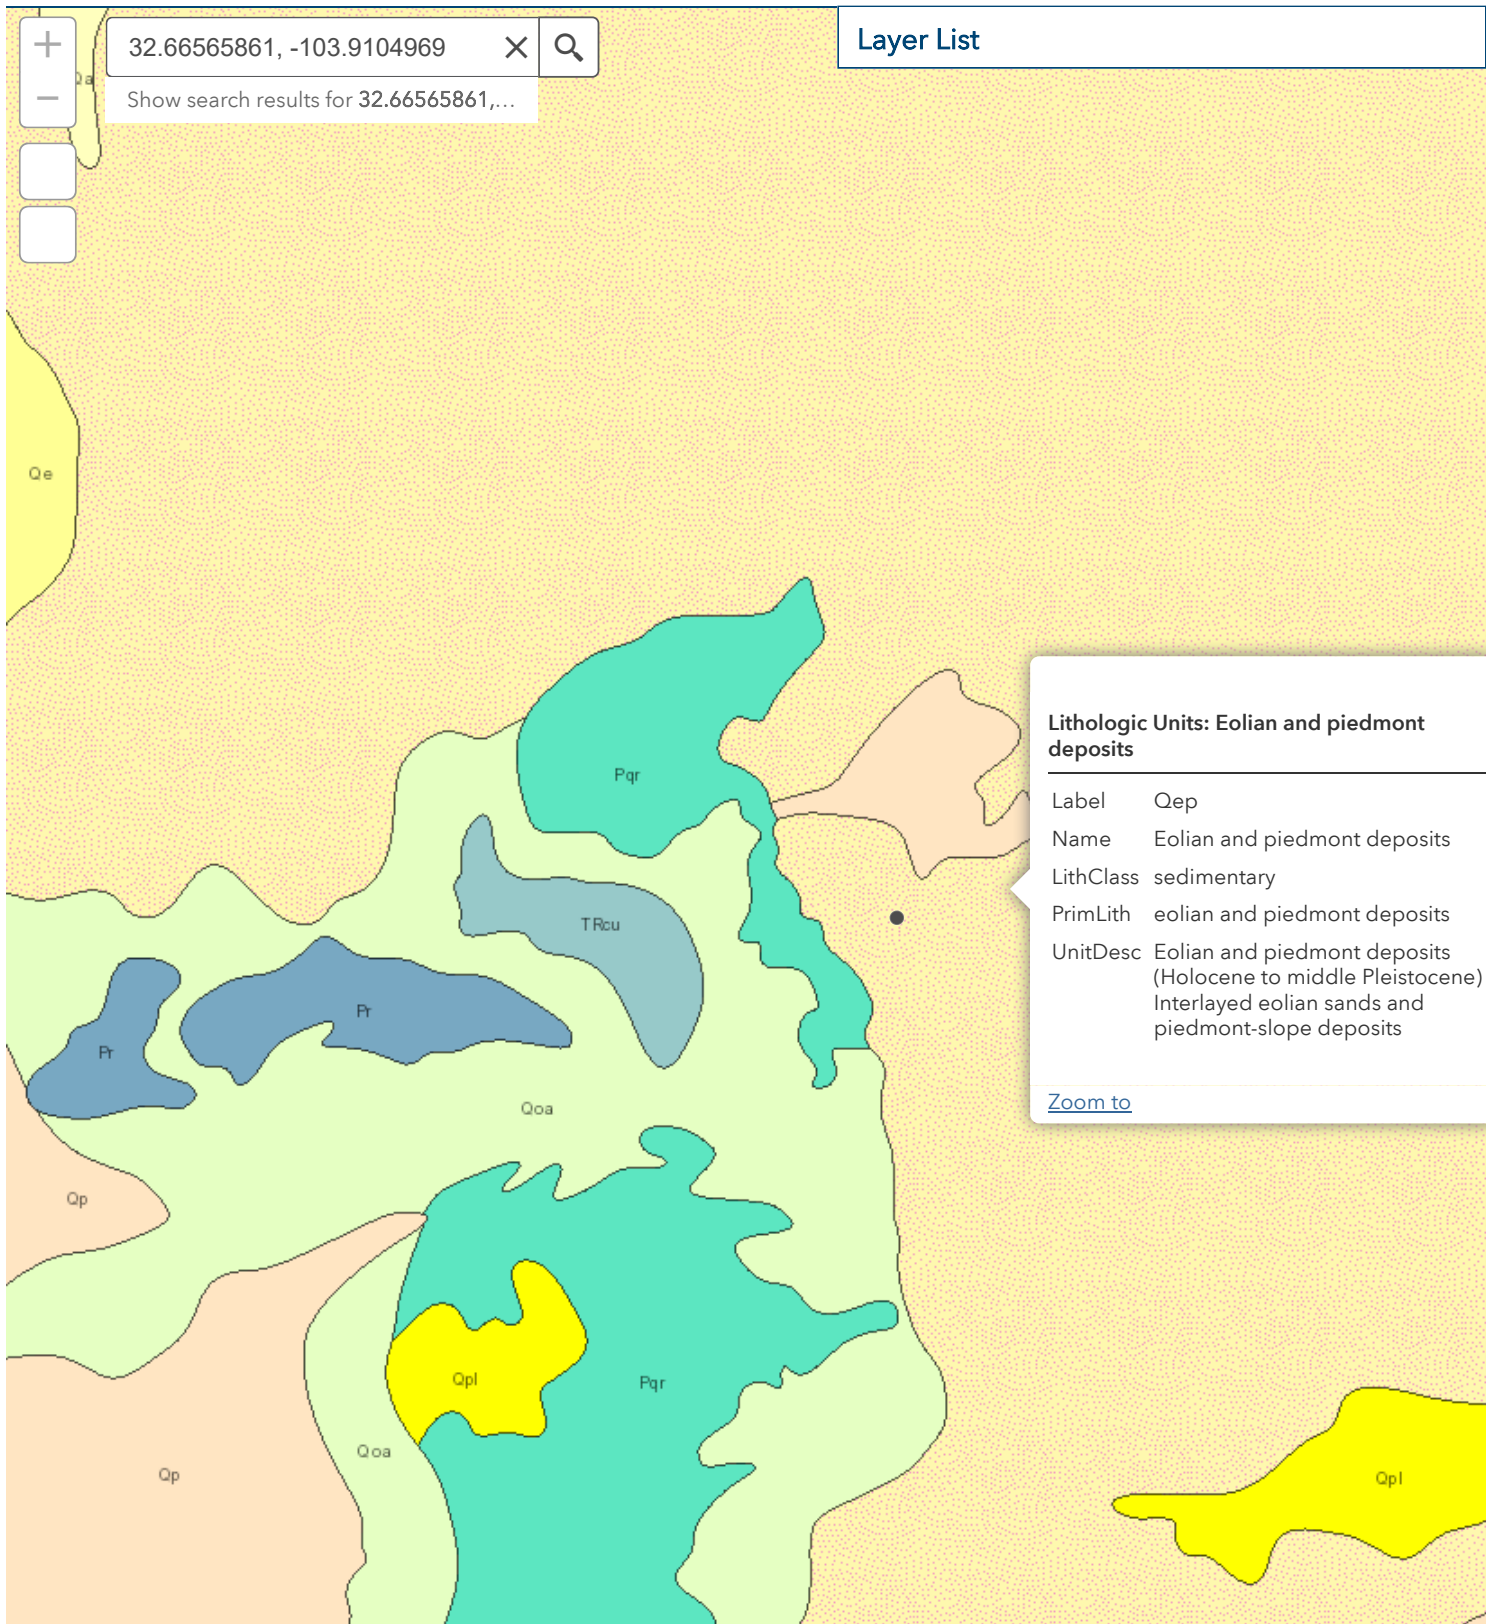 32.66565861, -103.9104969
Layer List
Show search results for 32.66565861,...
Qa
Qe
Pqr
Lithologic Units: Eolian and piedmont
deposits
Label Qep
Name Eolian and piedmont deposits
LithClass sedimentary
PrimLith eolian and piedmont deposits
UnitDesc Eolian and piedmont deposits
(Holocene to middle Pleistocene)
Interlayed eolian sands and
piedmont-slope deposits
Zoom to
TRcu
Pr
Pr
Qoa
Qp
Qpl
Pqr
Qoa
Qp
Qpl